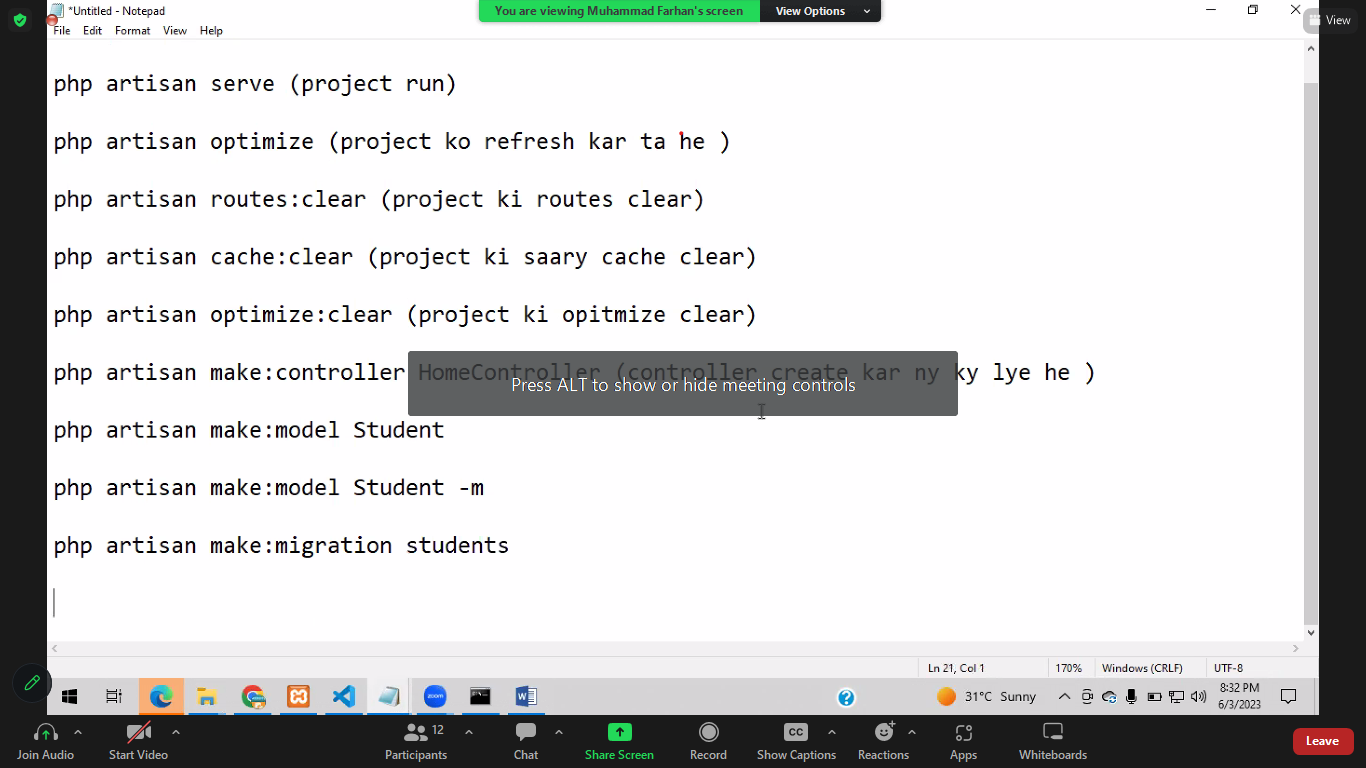 *Untitled - Notepad
You are viewing Muhammad Farhan's screen
View Options
View
File Edit Format View Help
php artisan serve (project run)
php artisan optimize (project ko refresh kar ta he )
php artisan routes:clear (project ki routes clear)
php artisan cache:clear (project ki saary cache clear)
php artisan optimize:clear (project ki opitmize clear)
php artisan make:controller HomeController (controller create kar ny ky lye he )
Press ALT to show or hide meeting controls
php artisan make:model Student
php artisan make:model Student -m
php artisan make:migration students
Ln 21, Col 1 170% Windows (CRLF) UTF-8
zoom
31°C Sunny
8:32 PM
6/3/2023
Join Audio
Start Video
12
Participants
Chat
Share Screen
Record
CC
Show Captions
Reactions
Apps
Whiteboards
Leave